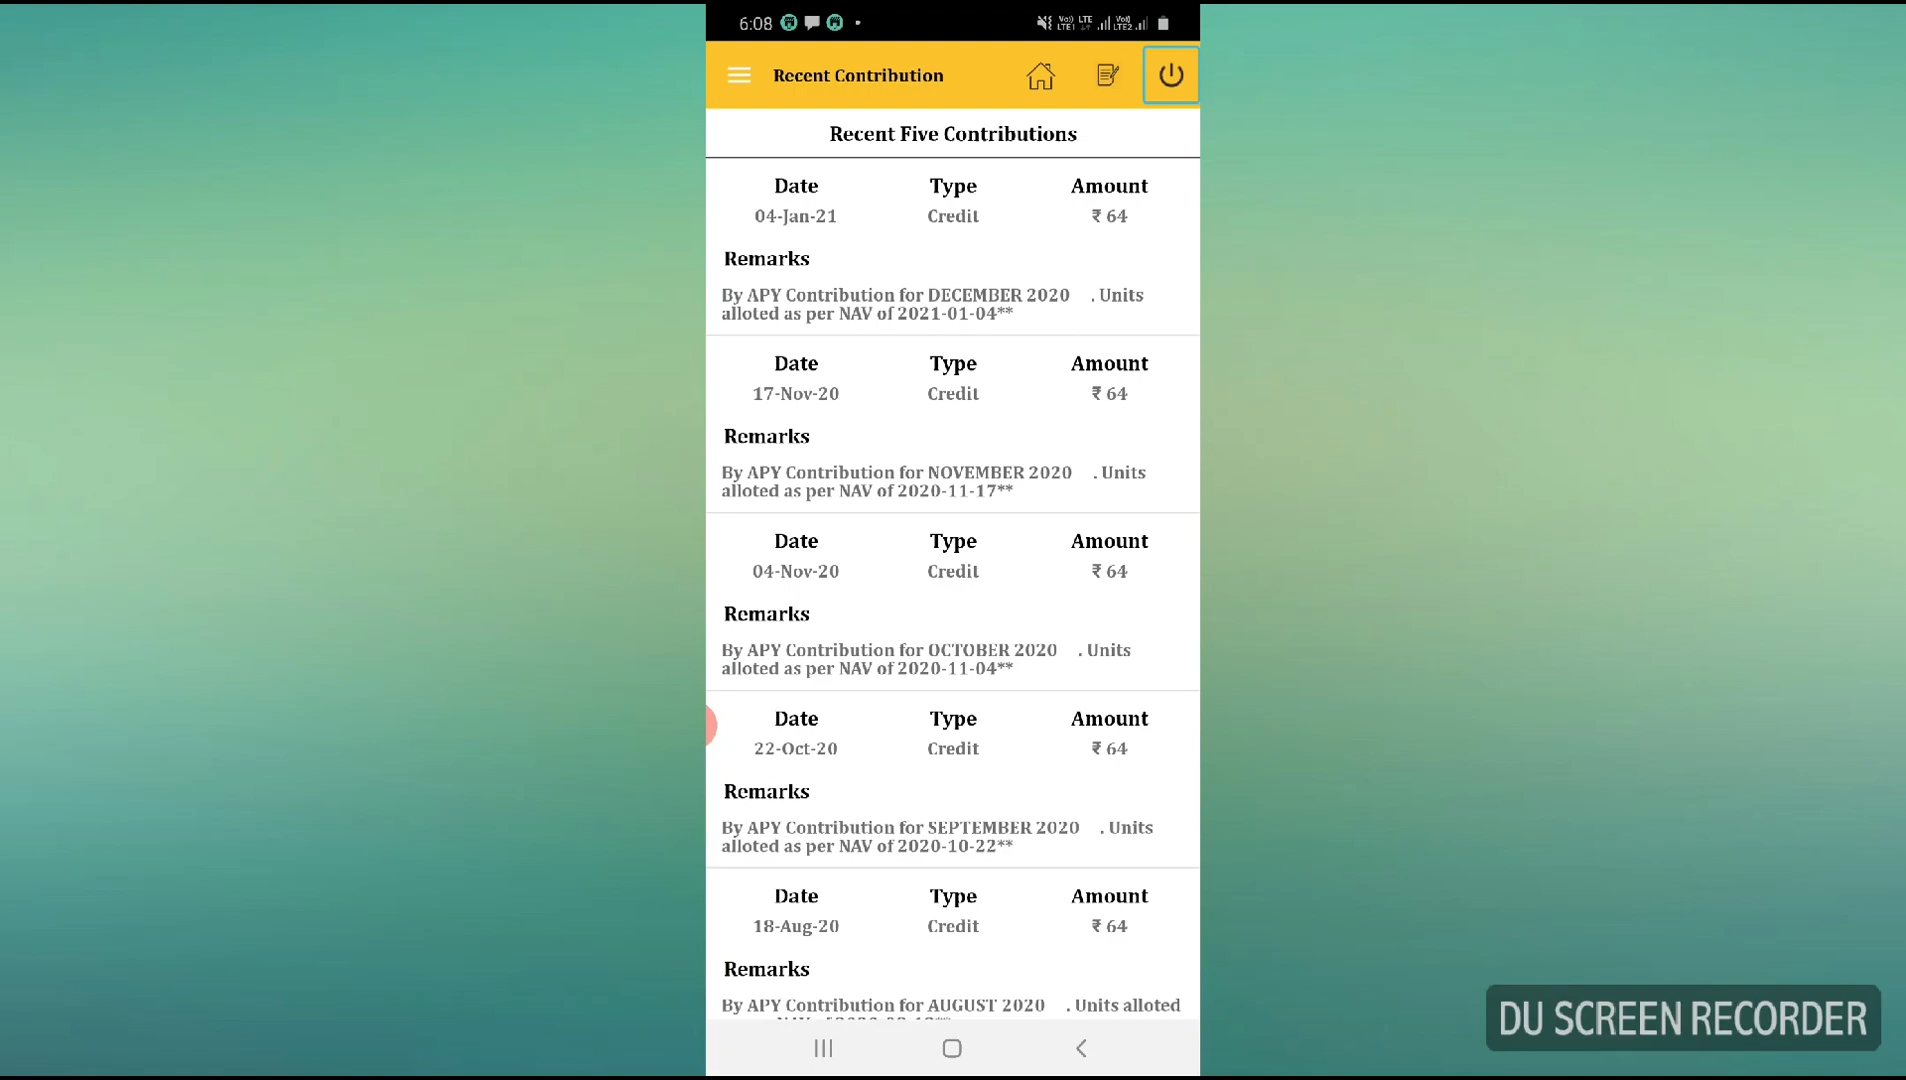 6:08 Vo)) LTE Vo))
LTE1 LTE2
Recent Contribution
Recent Five Contributions
Date Type Amount
04-Jan-21 Credit ₹ 64
Remarks
By APY Contribution for DECEMBER 2020 . Units
alloted as per NAV of 2021-01-04**
Date Type Amount
17-Nov-20 Credit ₹ 64
Remarks
By APY Contribution for NOVEMBER 2020 . Units
alloted as per NAV of 2020-11-17**
Date Type Amount
04-Nov-20 Credit ₹ 64
Remarks
By APY Contribution for OCTOBER 2020 . Units
alloted as per NAV of 2020-11-04**
Date Type Amount
22-Oct-20 Credit ₹ 64
Remarks
By APY Contribution for SEPTEMBER 2020 . Units
alloted as per NAV of 2020-10-22**
Date Type Amount
18-Aug-20 Credit ₹ 64
Remarks
By APY Contribution for AUGUST 2020 . Units alloted
DU SCREEN RECORDER